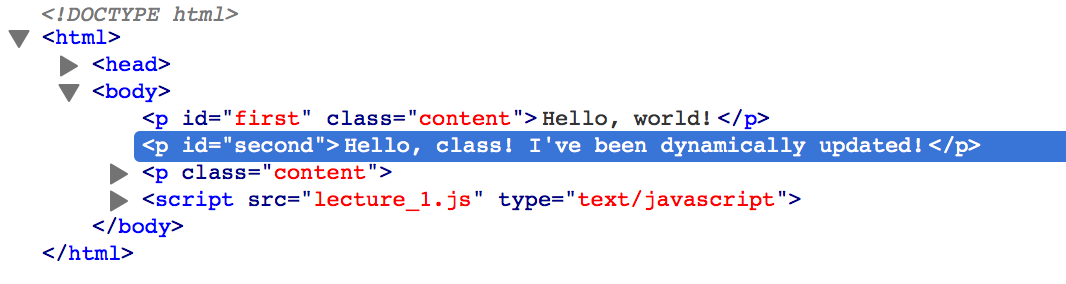 <!DOCTYPE html>
<html>
<head>
<body>
<p id="first" class="content">Hello, world!</p>
<p id="second">Hello, class! I've been dynamically updated!</p>
<p class="content">
<script src="lecture_1.js" type="text/javascript">
</body>
</html>